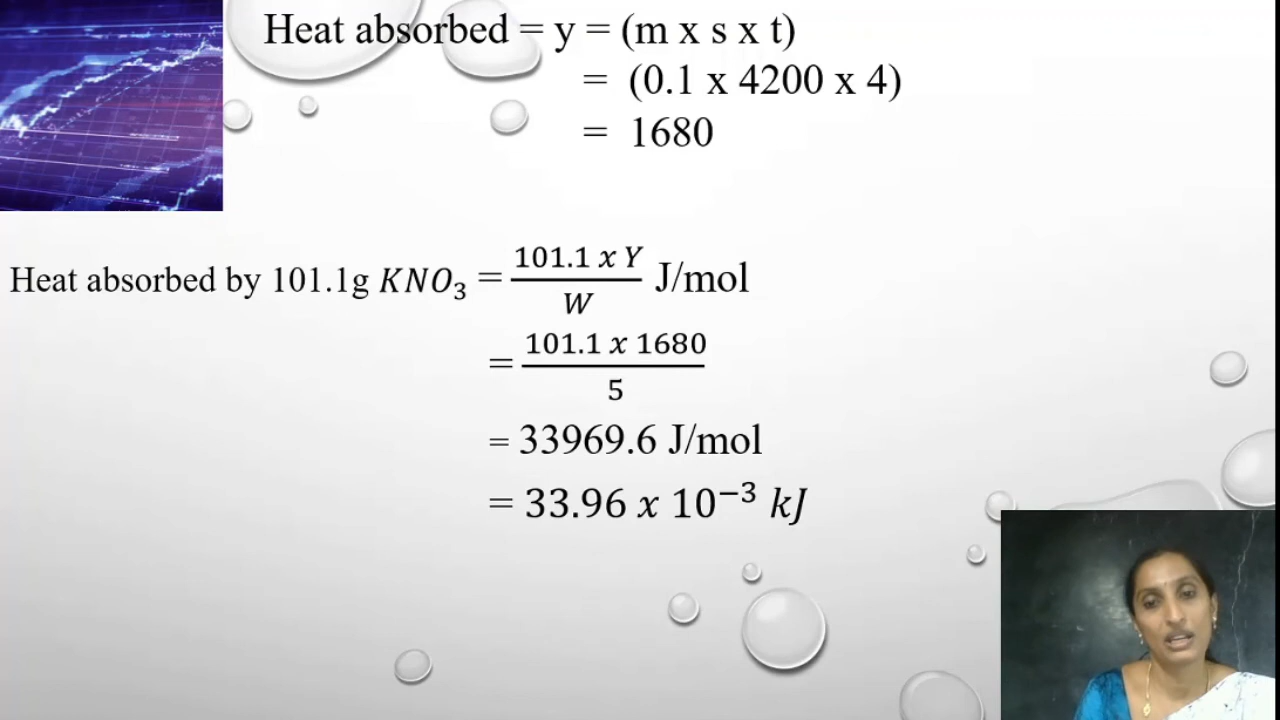 Heat absorbed = y = (m x s x t)
= (0.1 x 4200 x 4)
= 1680
Heat absorbed by 101.1g KNO₃ = 101.1 x Y / W J/mol
= 101.1 x 1680 / 5
= 33969.6 J/mol
= 33.96 x 10⁻³ kJ